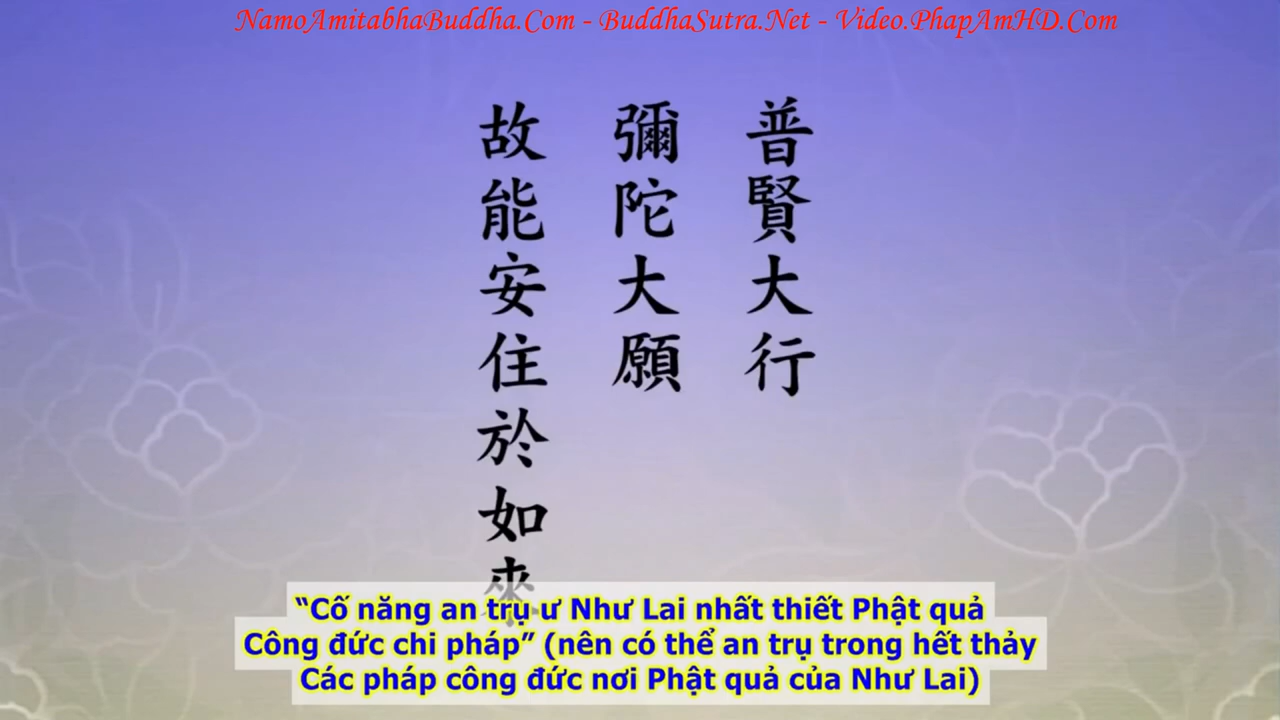 NamoAmitabhaBuddha.Com - BuddhaSutra.Net - Video.PhapAmHD.Com
普賢大行
彌陀大願
故能安住於如來
“Cố năng an trụ ư Như Lai nhất thiết Phật quả
Công đức chi pháp” (nên có thể an trụ trong hết thảy
Các pháp công đức nơi Phật quả của Như Lai)